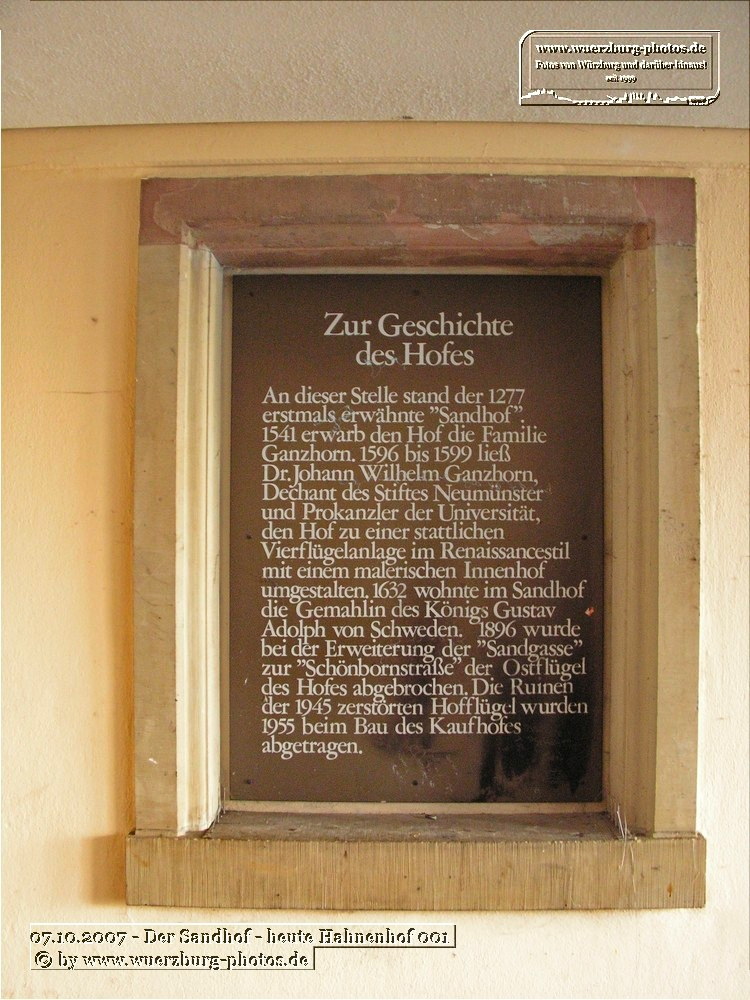 www.wuerzburg-photos.de
Fotos von Würzburg und darüber hinaus!
seit 1999
Zur Geschichte
des Hofes
An dieser Stelle stand der 1277
erstmals erwähnte "Sandhof".
1541 erwarb den Hof die Familie
Ganzhorn. 1596 bis 1599 ließ
Dr. Johann Wilhelm Ganzhorn,
Dechant des Stiftes Neumünster
und Prokanzler der Universität,
den Hof zu einer stattlichen
Vierflügelanlage im Renaissancestil
mit einem malerischen Innenhof
umgestalten. 1632 wohnte im Sandhof
die Gemahlin des Königs Gustav
Adolph von Schweden. 1896 wurde
bei der Erweiterung der "Sandgasse"
zur "Schönbornstraße" der Ostflügel
des Hofes abgebrochen. Die Ruinen
der 1945 zerstörten Hofflügel wurden
1955 beim Bau des Kaufhofes
abgetragen.
07.10.2007 - Der Sandhof - heute Hahnenhof 001
© by www.wuerzburg-photos.de